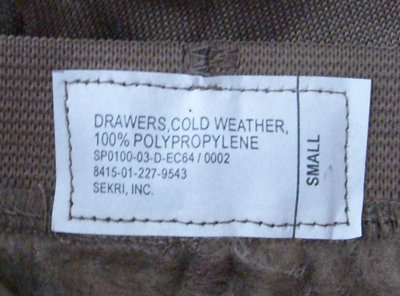 DRAWERS,COLD WEATHER,
100% POLYPROPYLENE
SP0100-03-D-EC64 / 0002
8415-01-227-9543
SEKRI, INC.
SMALL